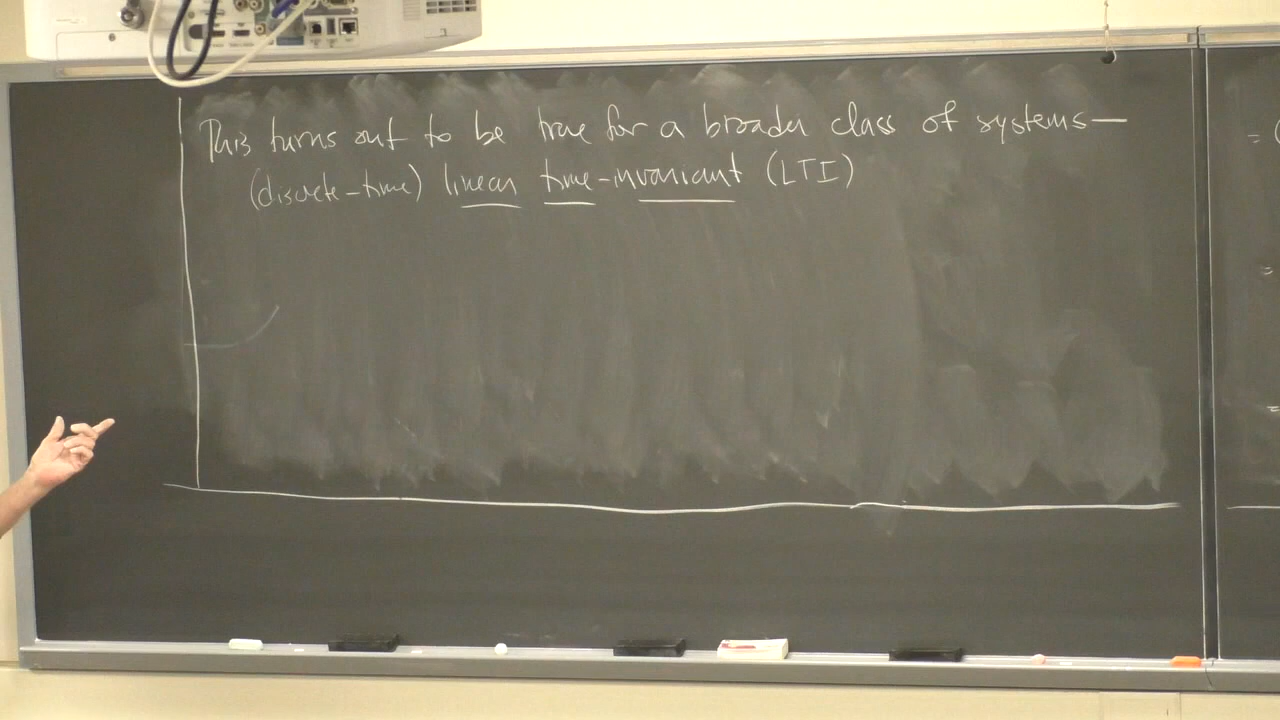 This turns out to be true for a broader class of systems—
(discrete-time) linear time-invariant (LTI)
= (
=
=